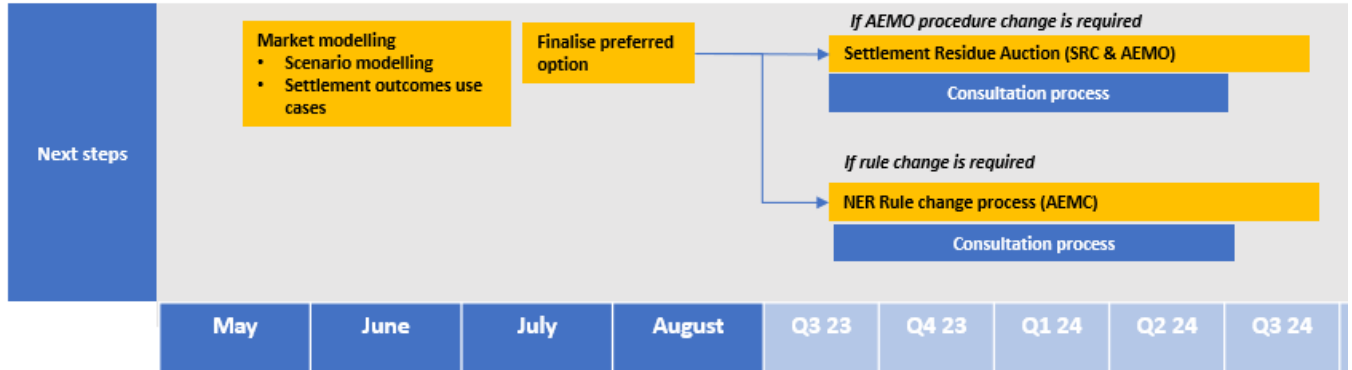 Next steps
Market modelling
• Scenario modelling
• Settlement outcomes use
cases
Finalise preferred
option
If AEMO procedure change is required
Settlement Residue Auction (SRC & AEMO)
Consultation process
If rule change is required
NER Rule change process (AEMC)
Consultation process
May
June
July
August
Q3 23
Q4 23
Q1 24
Q2 24
Q3 24